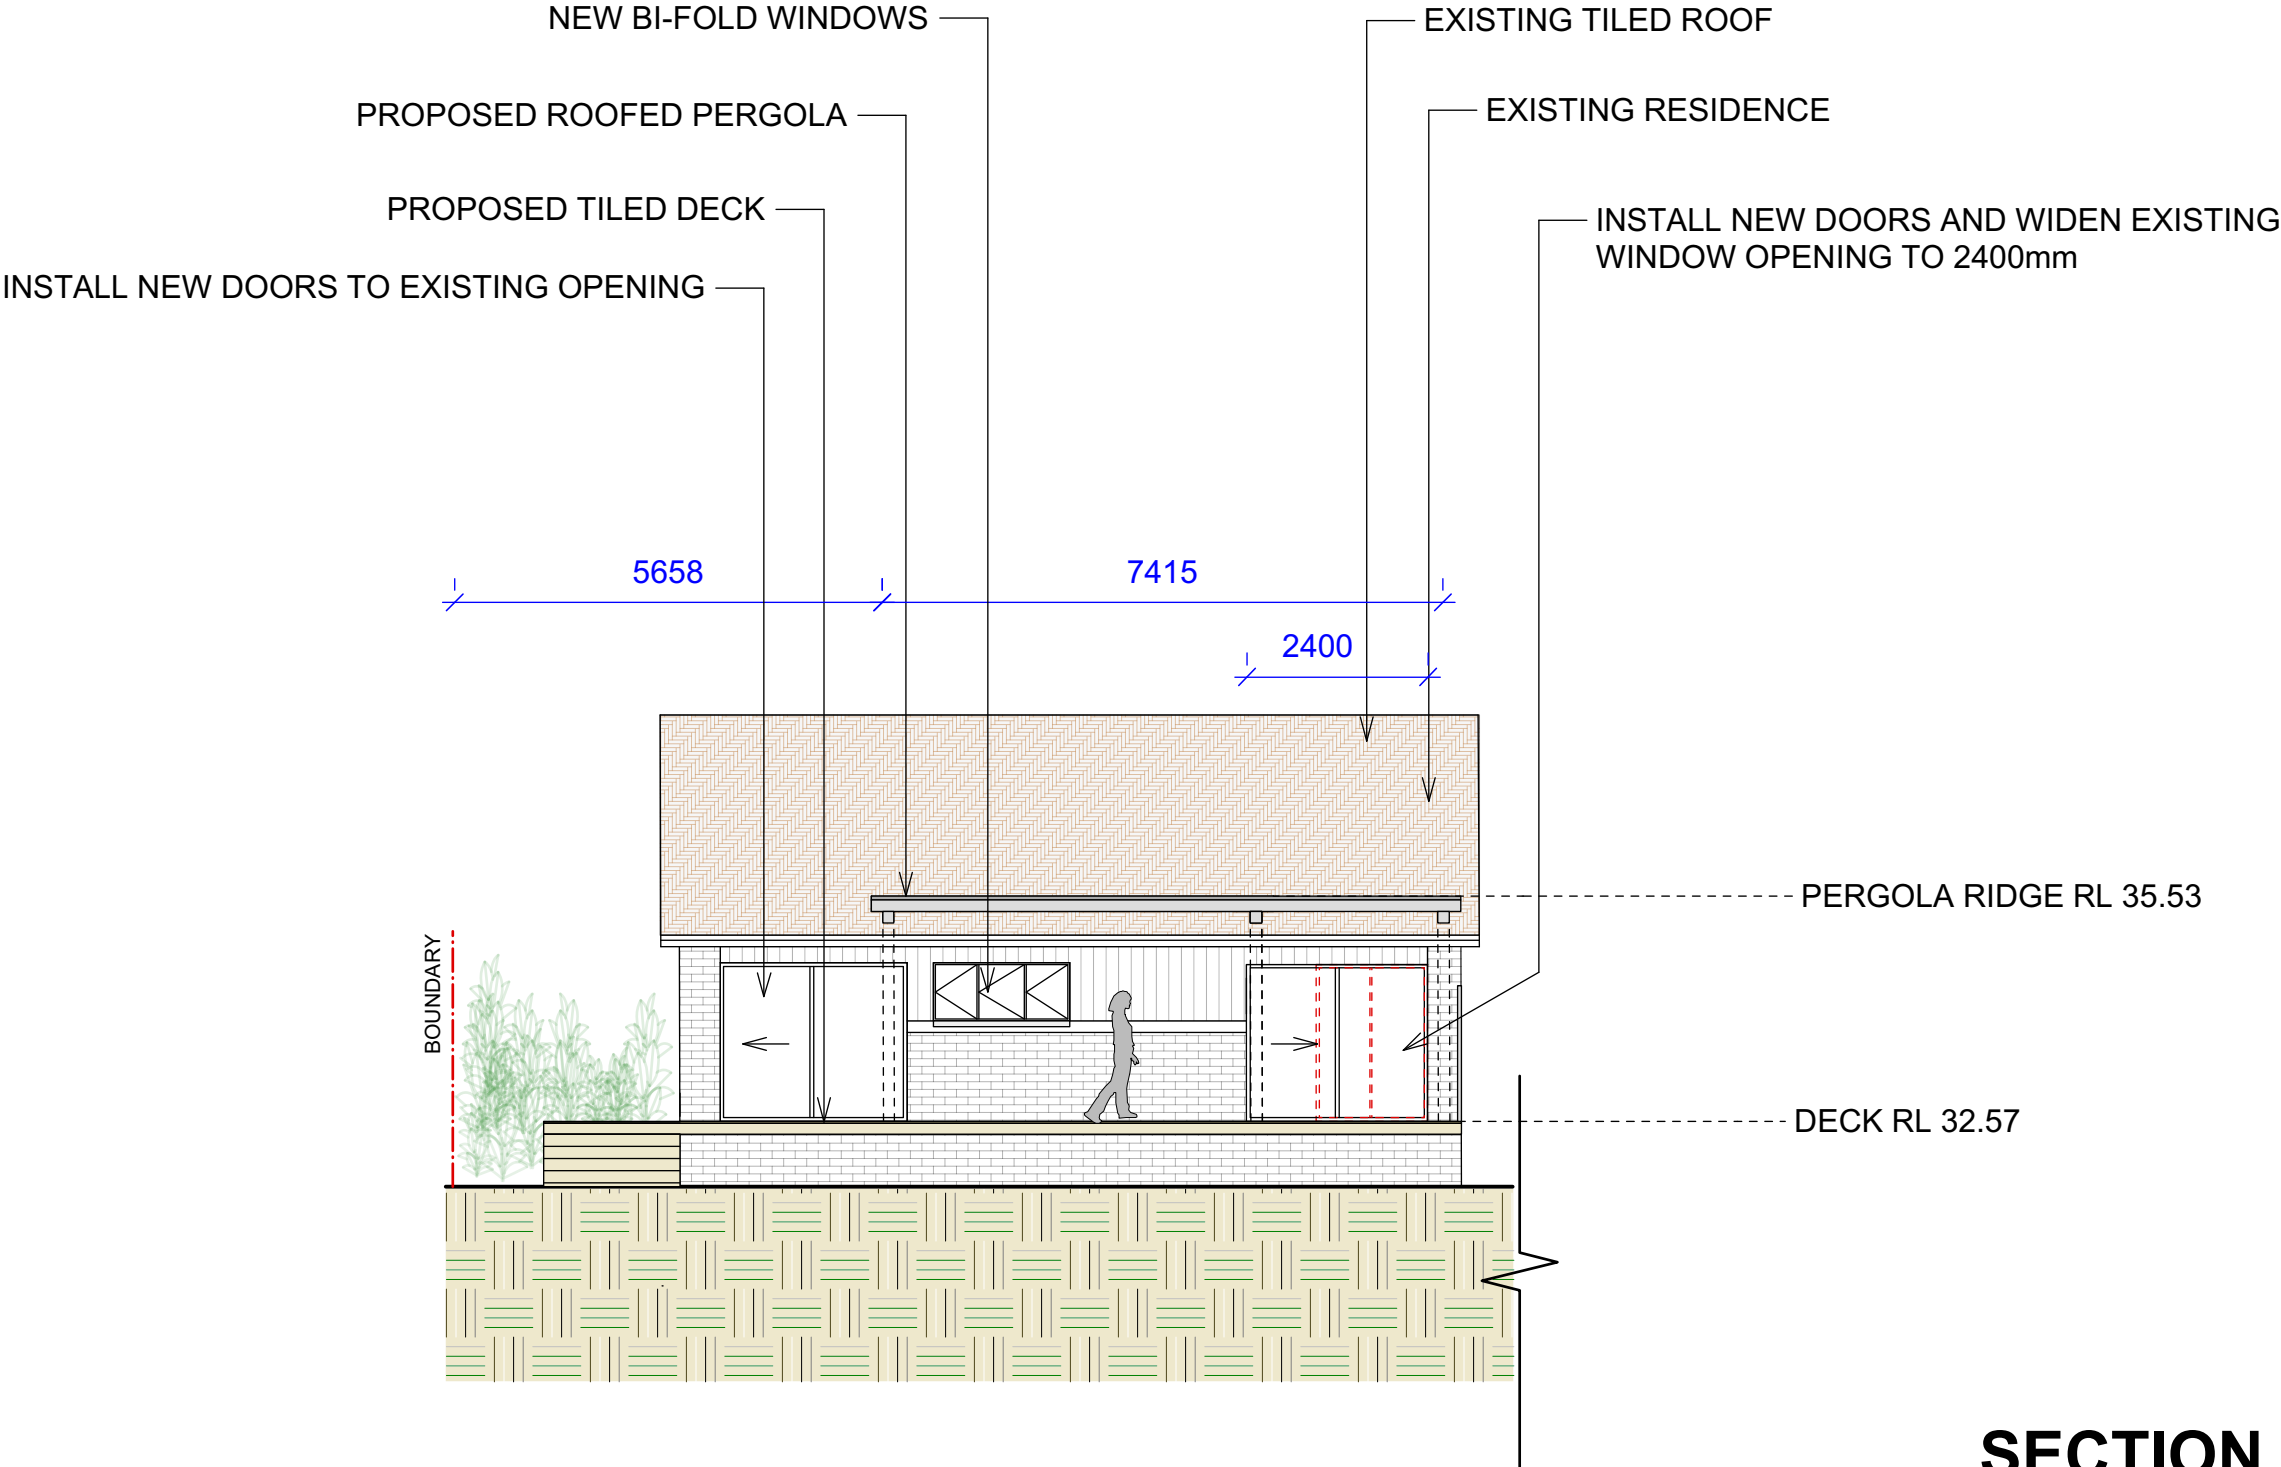 NEW BI-FOLD WINDOWS
EXISTING TILED ROOF
PROPOSED ROOFED PERGOLA
EXISTING RESIDENCE
PROPOSED TILED DECK
INSTALL NEW DOORS AND WIDEN EXISTING
WINDOW OPENING TO 2400mm
INSTALL NEW DOORS TO EXISTING OPENING
5658
7415
2400
PERGOLA RIDGE RL 35.53
BOUNDARY
DECK RL 32.57
SECTION